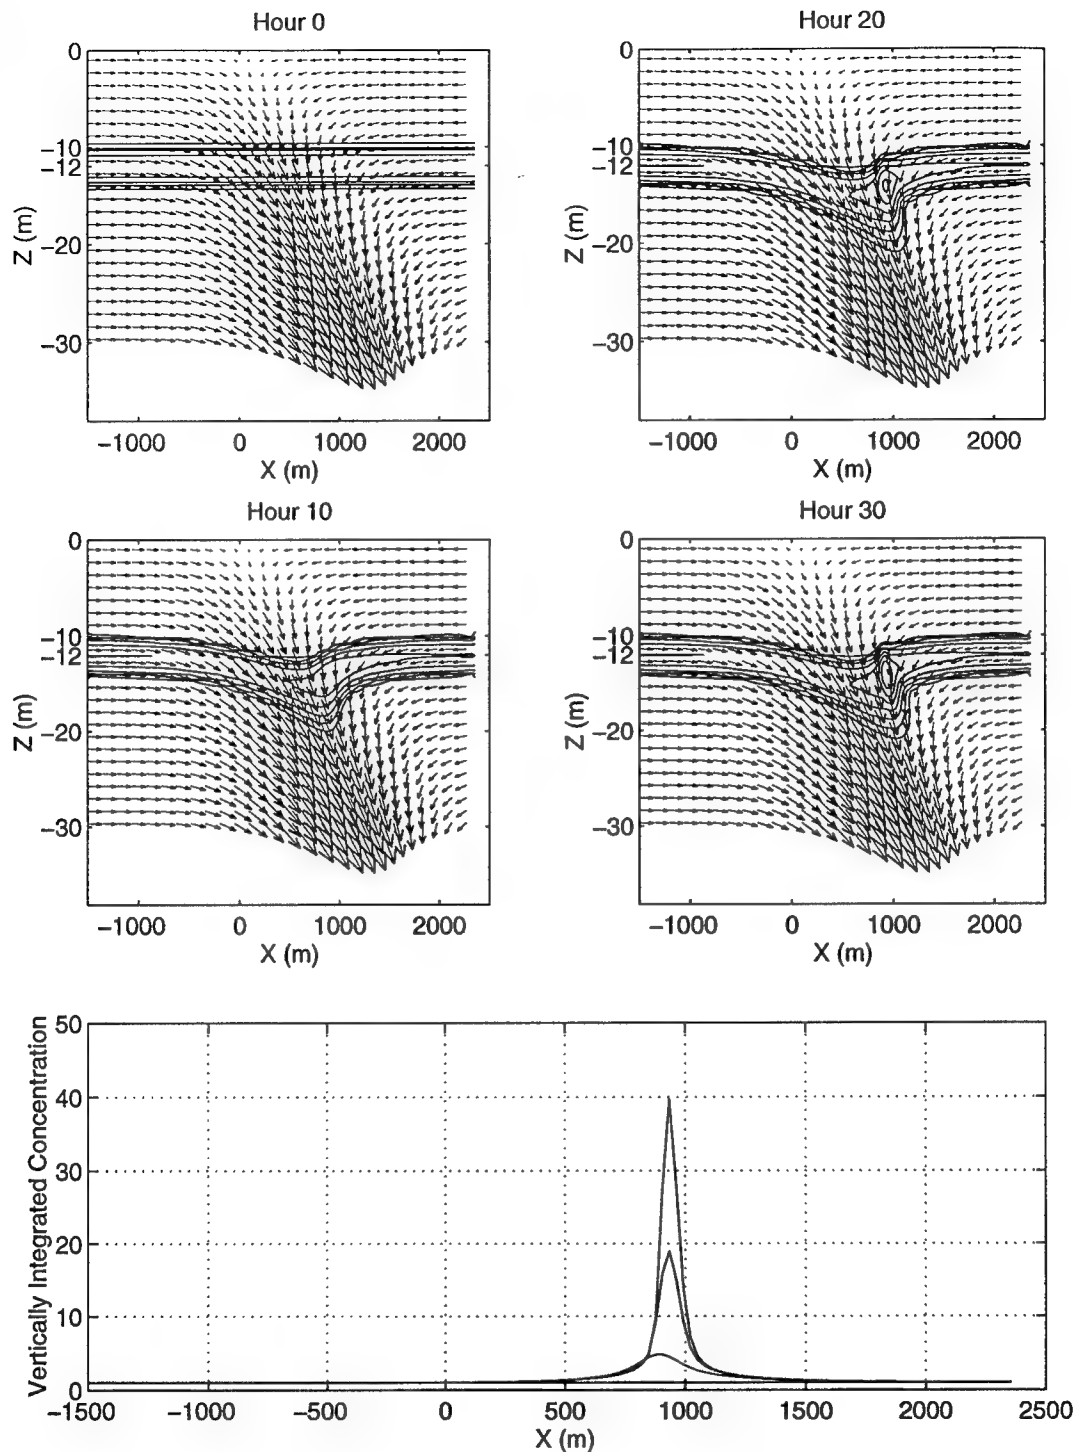 Hour 0
0
−10
−12
−20
−30
Z (m)
−1000 0 1000 2000
X (m)
Hour 20
0
−10
−12
−20
−30
Z (m)
−1000 0 1000 2000
X (m)
Hour 10
0
−10
−12
−20
−30
Z (m)
−1000 0 1000 2000
X (m)
Hour 30
0
−10
−12
−20
−30
Z (m)
−1000 0 1000 2000
X (m)
Vertically Integrated Concentration
50
40
30
20
10
0
−1500 −1000 −500 0 500 1000 1500 2000 2500
X (m)